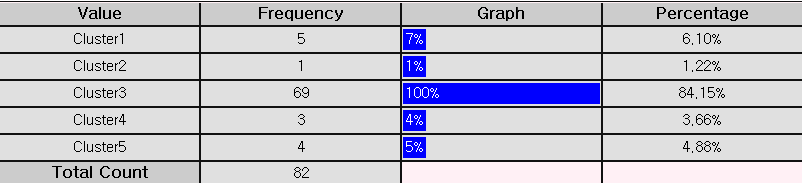 Value Frequency Graph Percentage
Cluster1 5 7% 6.10%
Cluster2 1 1% 1.22%
Cluster3 69 100% 84.15%
Cluster4 3 4% 3.66%
Cluster5 4 5% 4.88%
Total Count 82